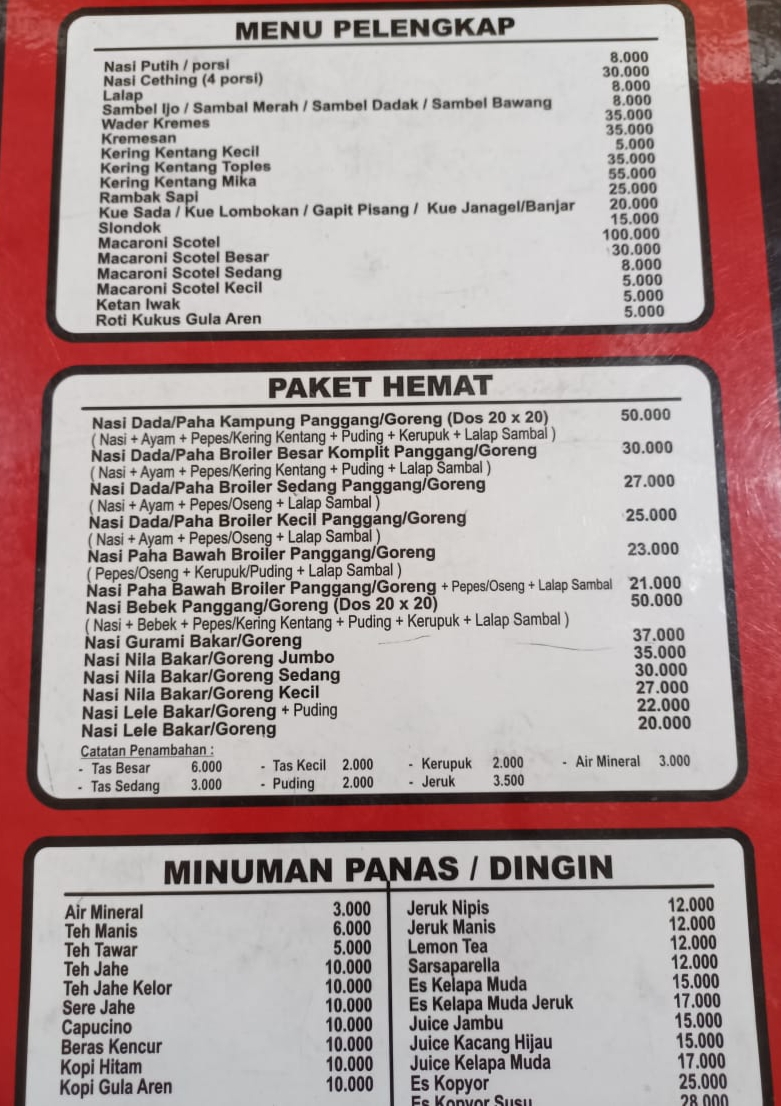 MENU PELENGKAP
Nasi Putih / porsi 8.000
Nasi Cething (4 porsi) 30.000
Lalap 8.000
Sambel Ijo / Sambal Merah / Sambel Dadak / Sambel Bawang 8.000
Wader Kremes 35.000
Kremesan 35.000
Kering Kentang Kecil 5.000
Kering Kentang Toples 35.000
Kering Kentang Mika 55.000
Rambak Sapi 25.000
Kue Sada / Kue Lombokan / Gapit Pisang / Kue Janagel/Banjar 20.000
Slondok 15.000
Macaroni Scotel 100.000
Macaroni Scotel Besar 30.000
Macaroni Scotel Sedang 8.000
Macaroni Scotel Kecil 5.000
Ketan Iwak 5.000
Roti Kukus Gula Aren 5.000
PAKET HEMAT
Nasi Dada/Paha Kampung Panggang/Goreng (Dos 20 x 20) 50.000
( Nasi + Ayam + Pepes/Kering Kentang + Puding + Kerupuk + Lalap Sambal )
Nasi Dada/Paha Broiler Besar Komplit Panggang/Goreng 30.000
( Nasi + Ayam + Pepes/Kering Kentang + Puding + Lalap Sambal )
Nasi Dada/Paha Broiler Sedang Panggang/Goreng 27.000
( Nasi + Ayam + Pepes/Oseng + Lalap Sambal )
Nasi Dada/Paha Broiler Kecil Panggang/Goreng 25.000
( Nasi + Ayam + Pepes/Oseng + Lalap Sambal )
Nasi Paha Bawah Broiler Panggang/Goreng 23.000
( Pepes/Oseng + Kerupuk/Puding + Lalap Sambal )
Nasi Paha Bawah Broiler Panggang/Goreng + Pepes/Oseng + Lalap Sambal 21.000
Nasi Bebek Panggang/Goreng (Dos 20 x 20) 50.000
( Nasi + Bebek + Pepes/Kering Kentang + Puding + Kerupuk + Lalap Sambal )
Nasi Gurami Bakar/Goreng 37.000
Nasi Nila Bakar/Goreng Jumbo 35.000
Nasi Nila Bakar/Goreng Sedang 30.000
Nasi Nila Bakar/Goreng Kecil 27.000
Nasi Lele Bakar/Goreng + Puding 22.000
Nasi Lele Bakar/Goreng 20.000
Catatan Penambahan :
- Tas Besar 6.000 - Tas Kecil 2.000 - Kerupuk 2.000 - Air Mineral 3.000
- Tas Sedang 3.000 - Puding 2.000 - Jeruk 3.500
MINUMAN PANAS / DINGIN
Air Mineral 3.000
Teh Manis 6.000
Teh Tawar 5.000
Teh Jahe 10.000
Teh Jahe Kelor 10.000
Sere Jahe 10.000
Capucino 10.000
Beras Kencur 10.000
Kopi Hitam 10.000
Kopi Gula Aren 10.000
Jeruk Nipis 12.000
Jeruk Manis 12.000
Lemon Tea 12.000
Sarsaparella 12.000
Es Kelapa Muda 15.000
Es Kelapa Muda Jeruk 17.000
Juice Jambu 15.000
Juice Kacang Hijau 15.000
Juice Kelapa Muda 17.000
Es Kopyor 25.000
Es Kopyor Susu 28.000